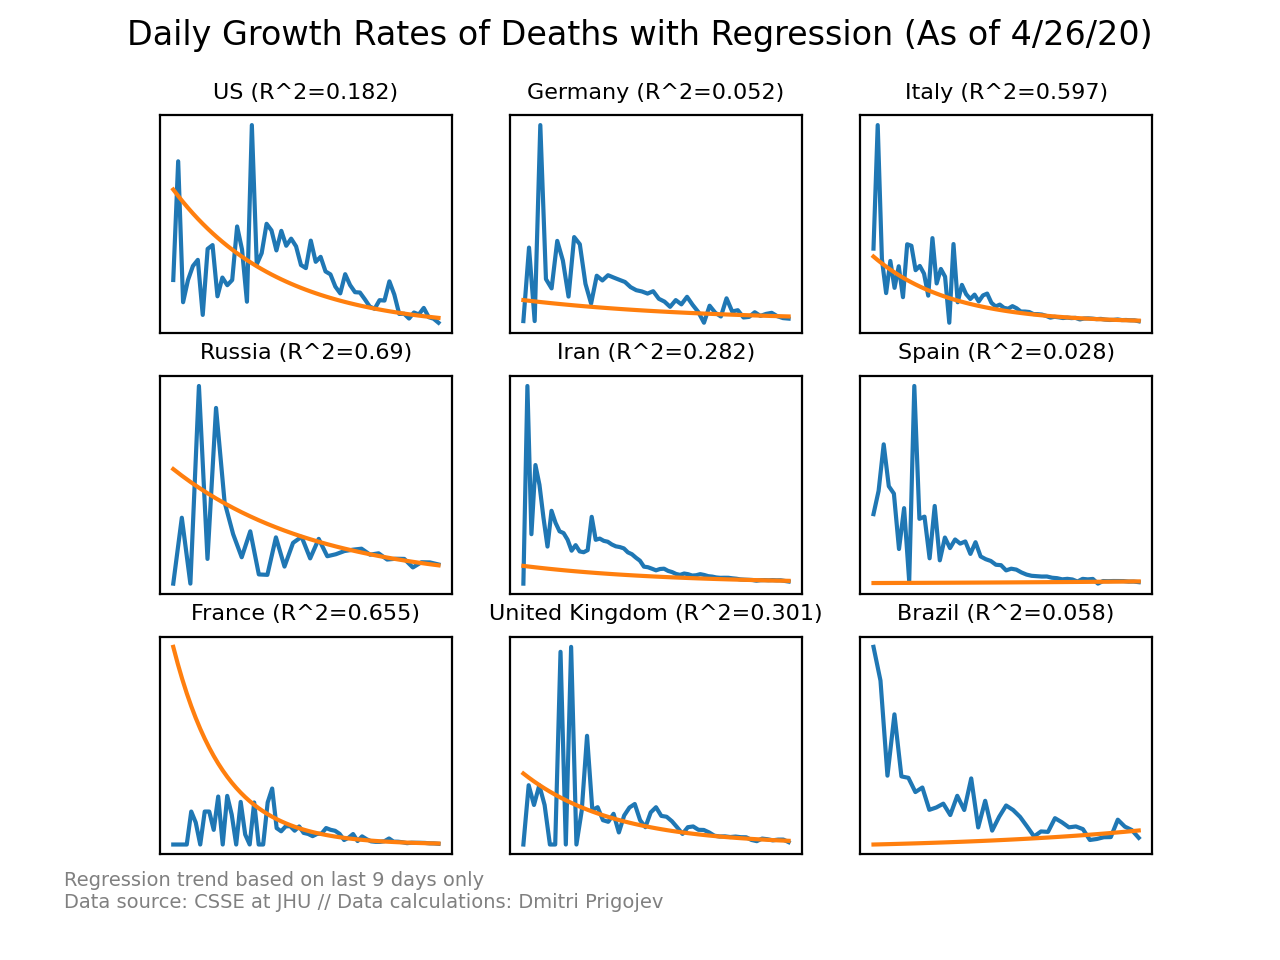 Daily Growth Rates of Deaths with Regression (As of 4/26/20)
US (R^2=0.182)
Germany (R^2=0.052)
Italy (R^2=0.597)
Russia (R^2=0.69)
Iran (R^2=0.282)
Spain (R^2=0.028)
France (R^2=0.655)
United Kingdom (R^2=0.301)
Brazil (R^2=0.058)
Regression trend based on last 9 days only
Data source: CSSE at JHU // Data calculations: Dmitri Prigojev